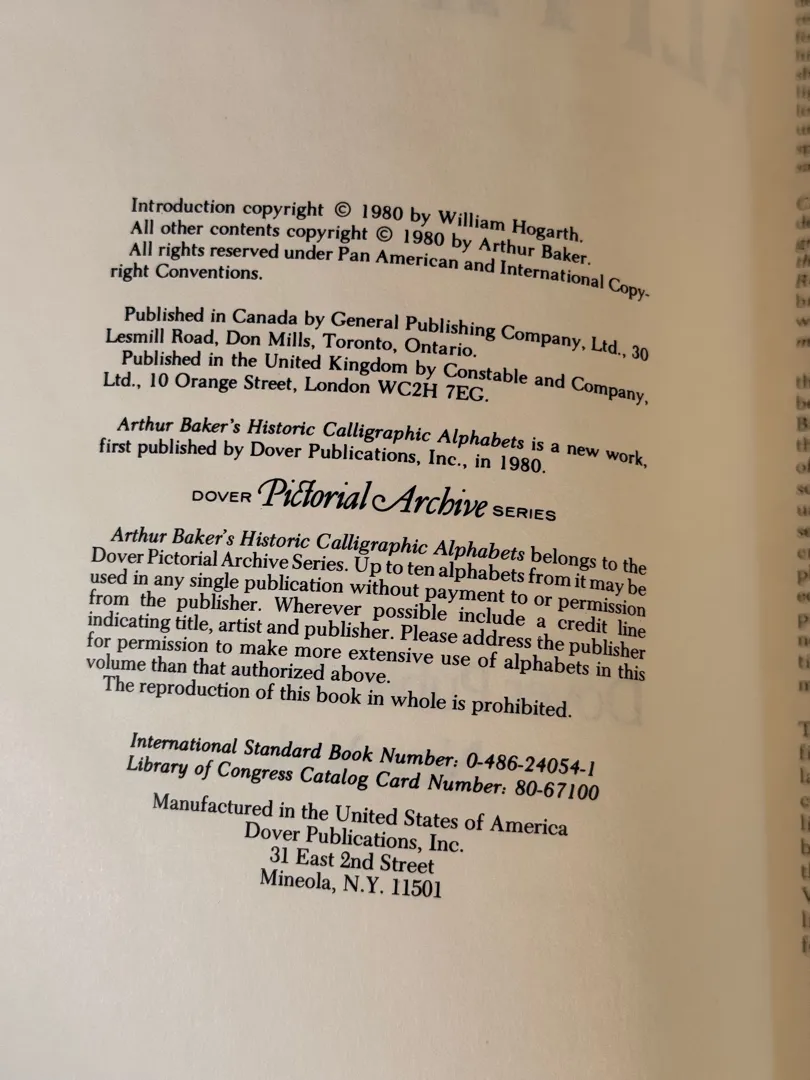 Introduction copyright © 1980 by William Hogarth.
All other contents copyright © 1980 by Arthur Baker.
All rights reserved under Pan American and International Copy-
right Conventions.
Published in Canada by General Publishing Company, Ltd., 30
Lesmill Road, Don Mills, Toronto, Ontario.
Published in the United Kingdom by Constable and Company,
Ltd., 10 Orange Street, London WC2H 7EG.
Arthur Baker's Historic Calligraphic Alphabets is a new work,
first published by Dover Publications, Inc., in 1980.
DOVER Pictorial Archive SERIES
Arthur Baker's Historic Calligraphic Alphabets belongs to the
Dover Pictorial Archive Series. Up to ten alphabets from it may be
used in any single publication without payment to or permission
from the publisher. Wherever possible include a credit line
indicating title, artist and publisher. Please address the publisher
for permission to make more extensive use of alphabets in this
volume than that authorized above.
The reproduction of this book in whole is prohibited.
International Standard Book Number: 0-486-24054-1
Library of Congress Catalog Card Number: 80-67100
Manufactured in the United States of America
Dover Publications, Inc.
31 East 2nd Street
Mineola, N.Y. 11501